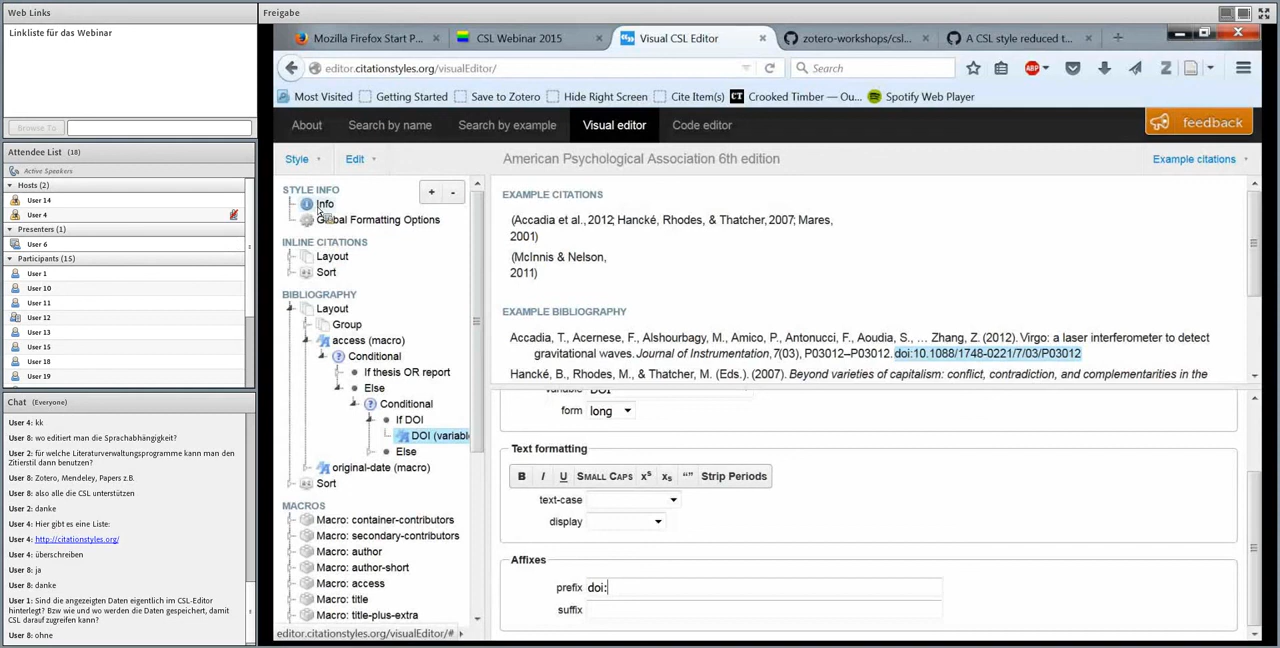 Web Links
Linkliste für das Webinar
Browse To
Attendee List (18)
Active Speakers
Hosts (2)
User 14
User 4
Presenters (1)
User 6
Participants (15)
User 1
User 10
User 11
User 12
User 13
User 15
User 18
User 19
Chat (Everyone)
User 4: kk
User 8: wo editiert man die Sprachabhängigkeit?
User 2: für welche Literaturverwaltungsprogramme kann man den
Zitierstil dann benutzen?
User 8: Zotero, Mendeley, Papers z.B.
User 8: also alle die CSL unterstützen
User 2: danke
User 4: Hier gibt es eine Liste:
User 4: http://citationstyles.org/
User 4: überschreiben
User 8: ja
User 8: danke
User 1: Sind die angezeigten Daten eigentlich im CSL-Editor
hinterlegt? Bzw wie und wo werden die Daten gespeichert, damit
CSL darauf zugreifen kann?
User 8: ohne
Freigabe
Mozilla Firefox Start P...
CSL Webinar 2015
Visual CSL Editor
zotero-workshops/csl...
A CSL style reduced t...
editor.citationstyles.org/visualEditor/
Search
ABP
Z
Most Visited
Getting Started
Save to Zotero
Hide Right Screen
Cite Item(s)
CT Crooked Timber — Ou...
Spotify Web Player
About
Search by name
Search by example
Visual editor
Code editor
feedback
Style
Edit
American Psychological Association 6th edition
Example citations
STYLE INFO
+
-
Info
Global Formatting Options
INLINE CITATIONS
Layout
Sort
BIBLIOGRAPHY
Layout
Group
access (macro)
Conditional
If thesis OR report
Else
Conditional
If DOI
DOI (variabl
Else
original-date (macro)
Sort
MACROS
Macro: container-contributors
Macro: secondary-contributors
Macro: author
Macro: author-short
Macro: access
Macro: title
Macro: title-plus-extra
editor.citationstyles.org/visualEditor/#
EXAMPLE CITATIONS
(Accadia et al., 2012; Hancké, Rhodes, & Thatcher, 2007; Mares,
2001)
(McInnis & Nelson,
2011)
EXAMPLE BIBLIOGRAPHY
Accadia, T., Acernese, F., Alshourbagy, M., Amico, P., Antonucci, F., Aoudia, S., … Zhang, Z. (2012). Virgo: a laser interferometer to detect
gravitational waves. Journal of Instrumentation, 7(03), P03012–P03012. doi:10.1088/1748-0221/7/03/P03012
Hancké, B., Rhodes, M., & Thatcher, M. (Eds.). (2007). Beyond varieties of capitalism: conflict, contradiction, and complementarities in the
variable DOI
form long
Text formatting
B I U SMALL CAPS x^s x_s “” Strip Periods
text-case
display
Affixes
prefix doi:
suffix